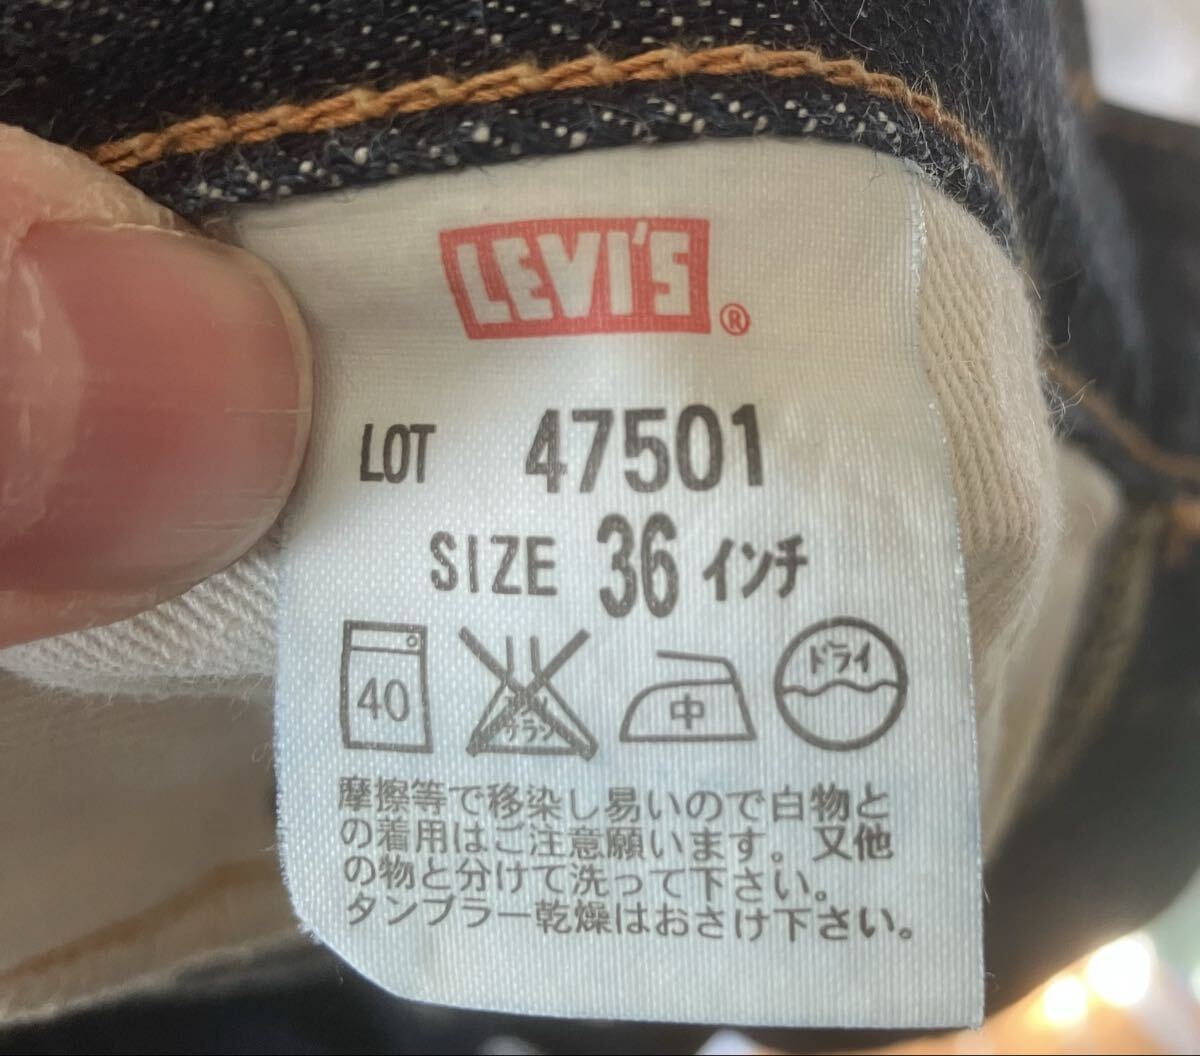 LEVI'S®
LOT 47501
SIZE 36 インチ
40 サラシ 中 ドライ
摩擦等で移染し易いので白物と
の着用はご注意願います。又他
の物と分けて洗って下さい。
タンブラー乾燥はおさけ下さい。